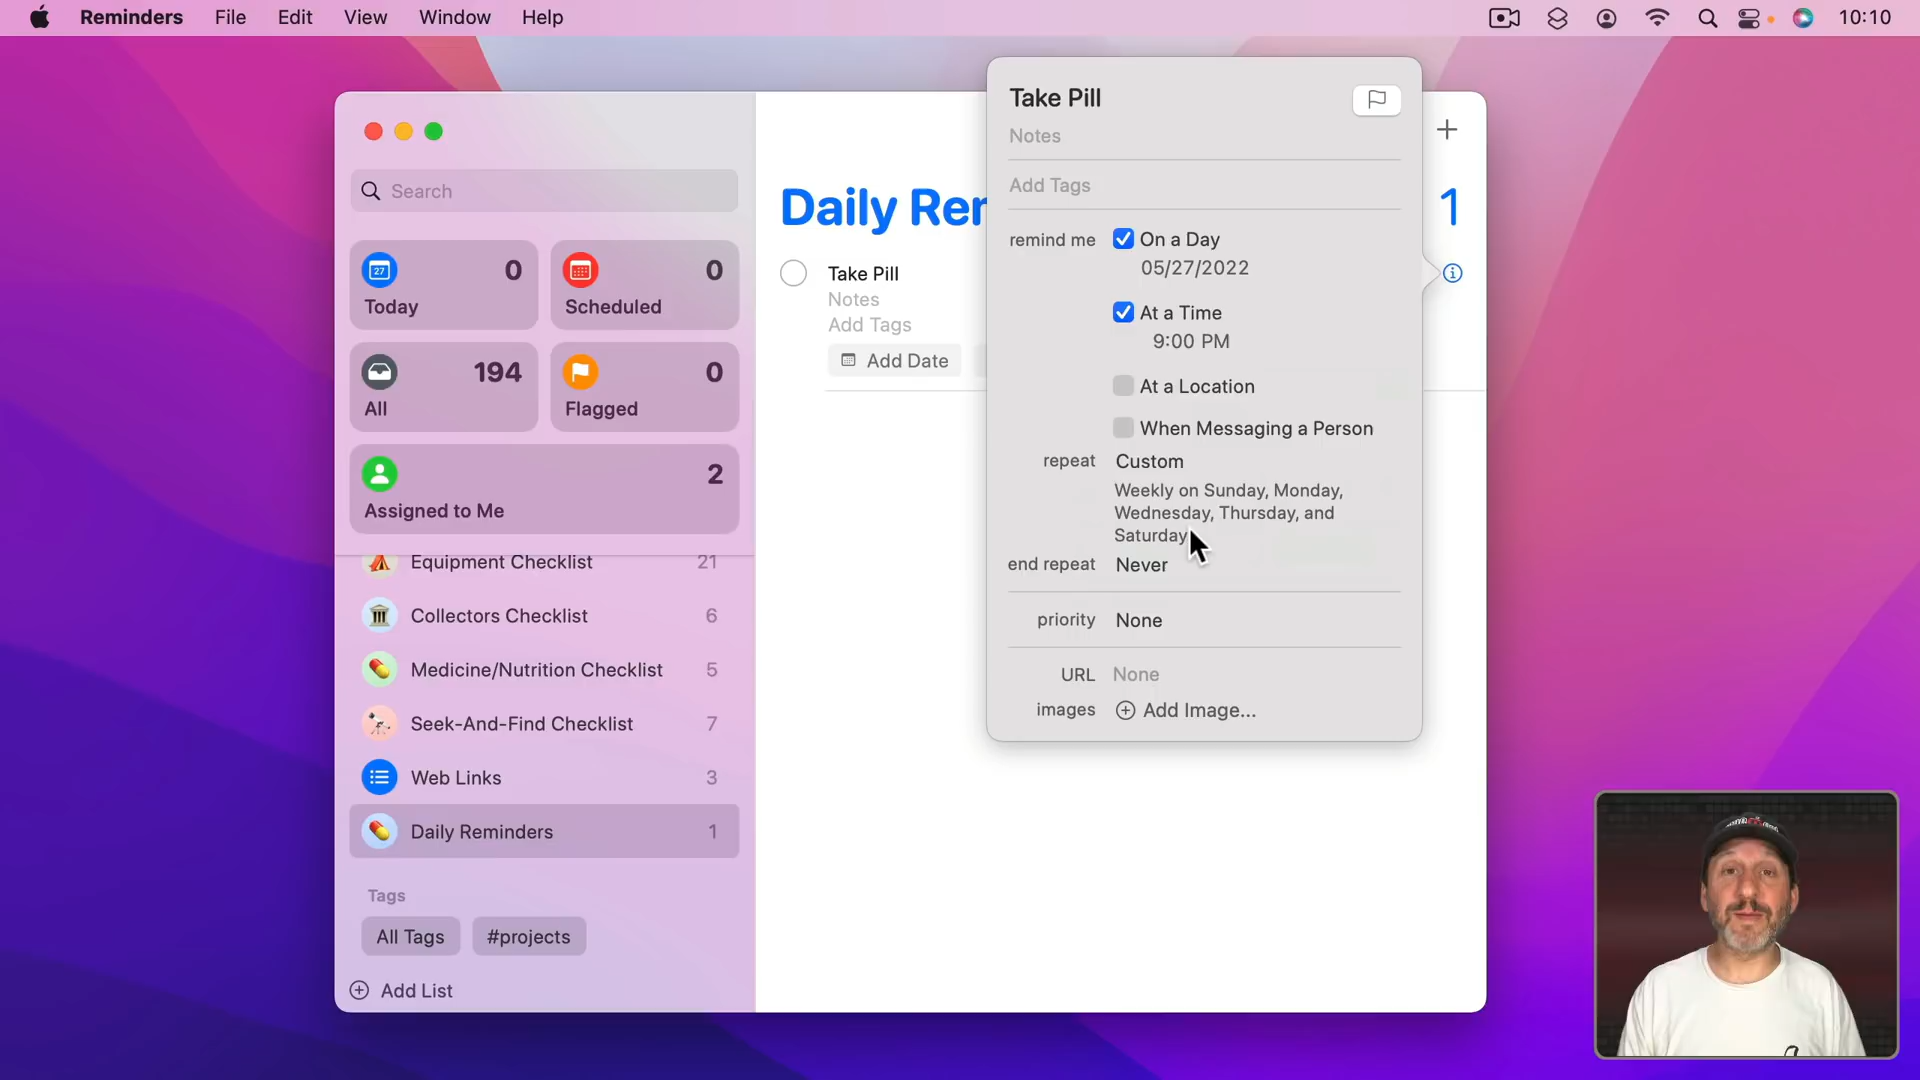 Reminders File Edit View Window Help 10:10
Search
27 0
Today
0
Scheduled
194
All
0
Flagged
2
Assigned to Me
Equipment Checklist 21
Collectors Checklist 6
Medicine/Nutrition Checklist 5
Seek-And-Find Checklist 7
Web Links 3
Daily Reminders 1
Tags
All Tags #projects
Add List
Daily Rer 1
Take Pill
Notes
Add Tags
Add Date
Take Pill
Notes
Add Tags
remind me On a Day
05/27/2022
At a Time
9:00 PM
At a Location
When Messaging a Person
repeat Custom
Weekly on Sunday, Monday,
Wednesday, Thursday, and
Saturday
end repeat Never
priority None
URL None
images Add Image...